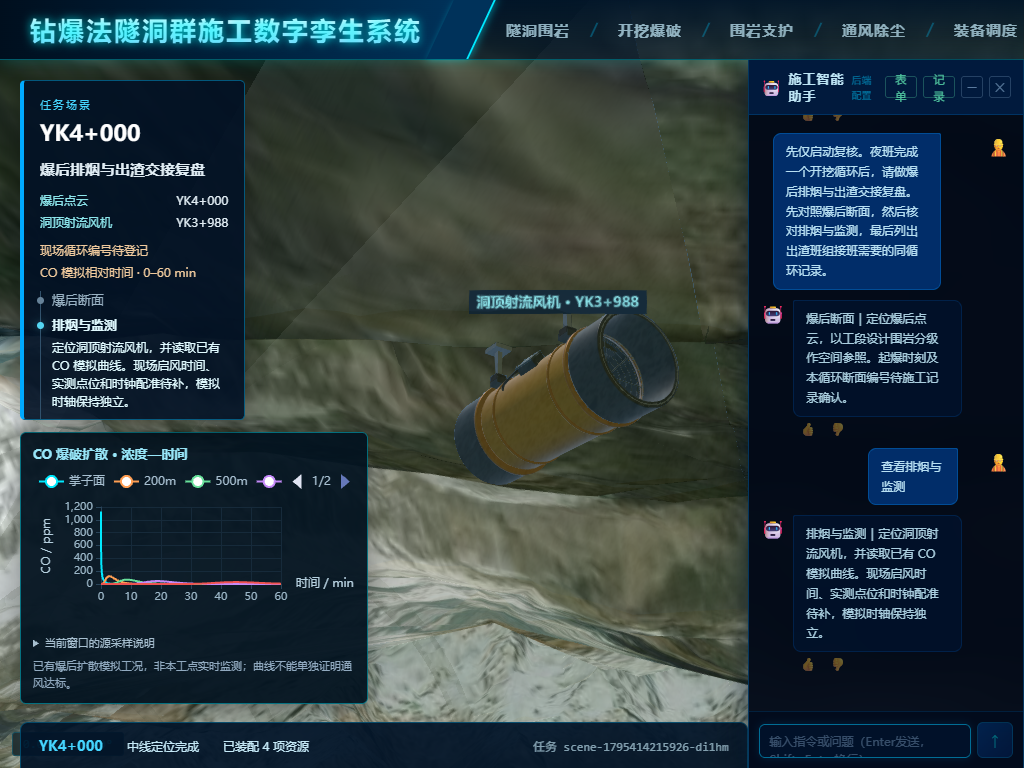 钻爆法隧洞群施工数字孪生系统
隧洞围岩 / 开挖爆破 / 围岩支护 / 通风除尘 / 装备调度
任务场景
YK4+000
爆后排烟与出渣交接复盘
爆后点云 YK4+000
洞顶射流风机 YK3+988
现场循环编号待登记
CO 模拟相对时间 · 0–60 min
爆后断面
排烟与监测
定位洞顶射流风机，并读取已有
CO 模拟曲线。现场启风时间、
实测点位和时钟配准待补，模拟
时轴保持独立。
洞顶射流风机 • YK3+988
CO 爆破扩散 • 浓度—时间
掌子面 200m 500m 1/2
CO / ppm
1,200
1,000
800
600
400
200
0
0 10 20 30 40 50 60
时间 / min
当前窗口的源采样说明
已有爆后扩散模拟工况，非本工点实时监测；曲线不能单独证明通
风达标。
YK4+000 中线定位完成 已装配 4 项资源 任务 scene-1795414215926-di1hm
施工智能
助手
后端
配置
表
单
记
录
先仅启动复核。夜班完成
一个开挖循环后，请做爆
后排烟与出渣交接复盘。
先对照爆后断面，然后核
对排烟与监测，最后列出
出渣班组接班需要的同循
环记录。
爆后断面｜定位爆后点
云，以工段设计围岩分级
作空间参照。起爆时刻及
本循环断面编号待施工记
录确认。
查看排烟与
监测
排烟与监测｜定位洞顶射
流风机，并读取已有 CO
模拟曲线。现场启风时
间、实测点位和时钟配准
待补，模拟时轴保持独
立。
输入指令或问题（Enter发送，